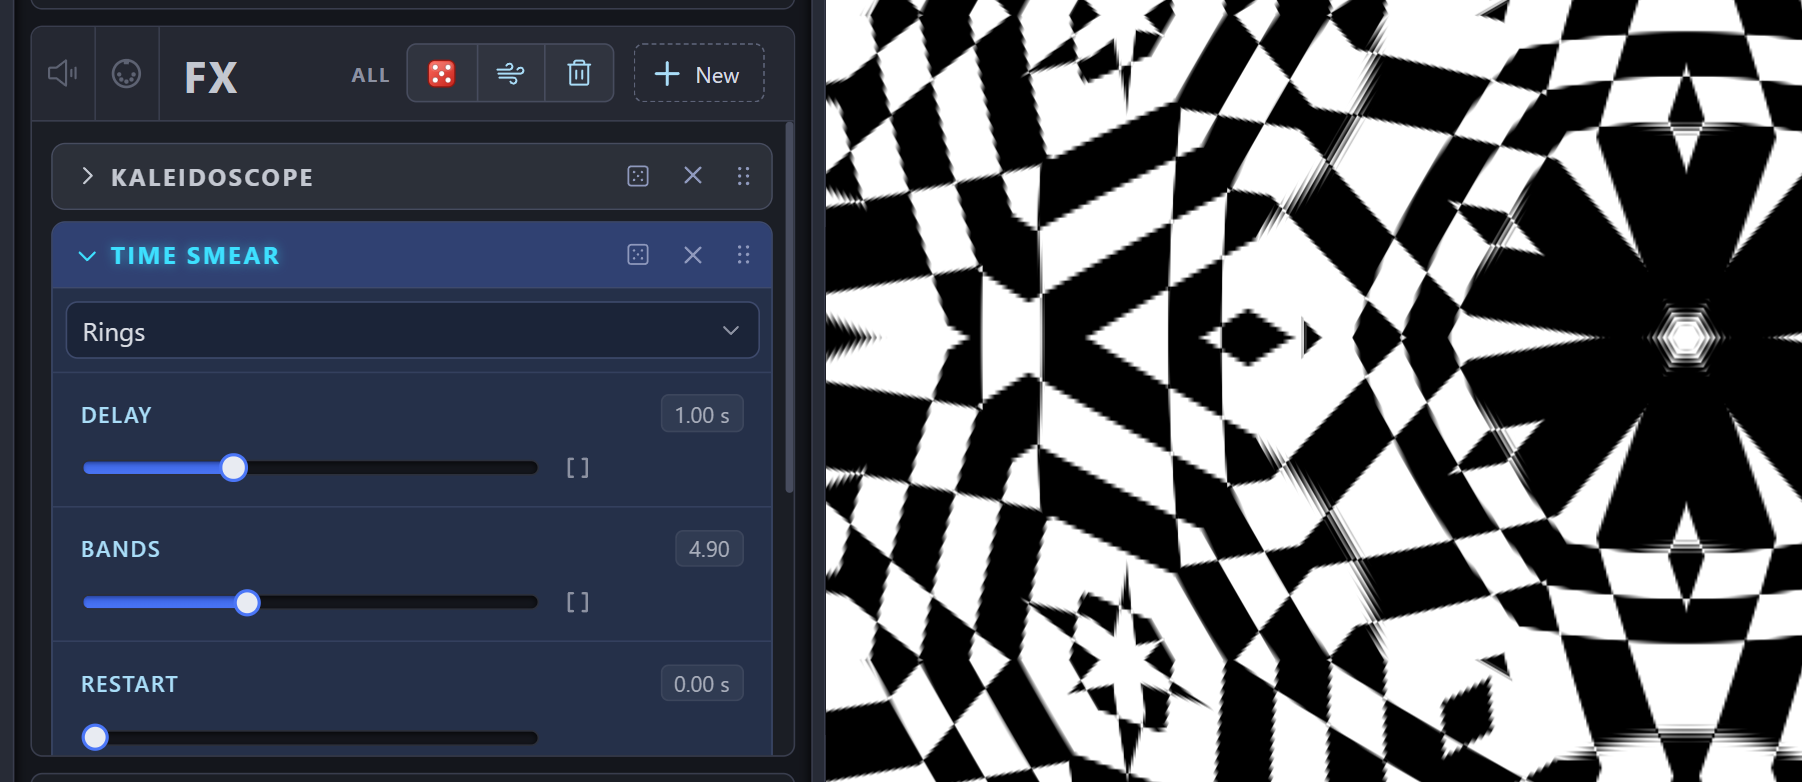 FX
ALL
New
KALEIDOSCOPE
TIME SMEAR
Rings
DELAY
1.00 s
BANDS
4.90
RESTART
0.00 s